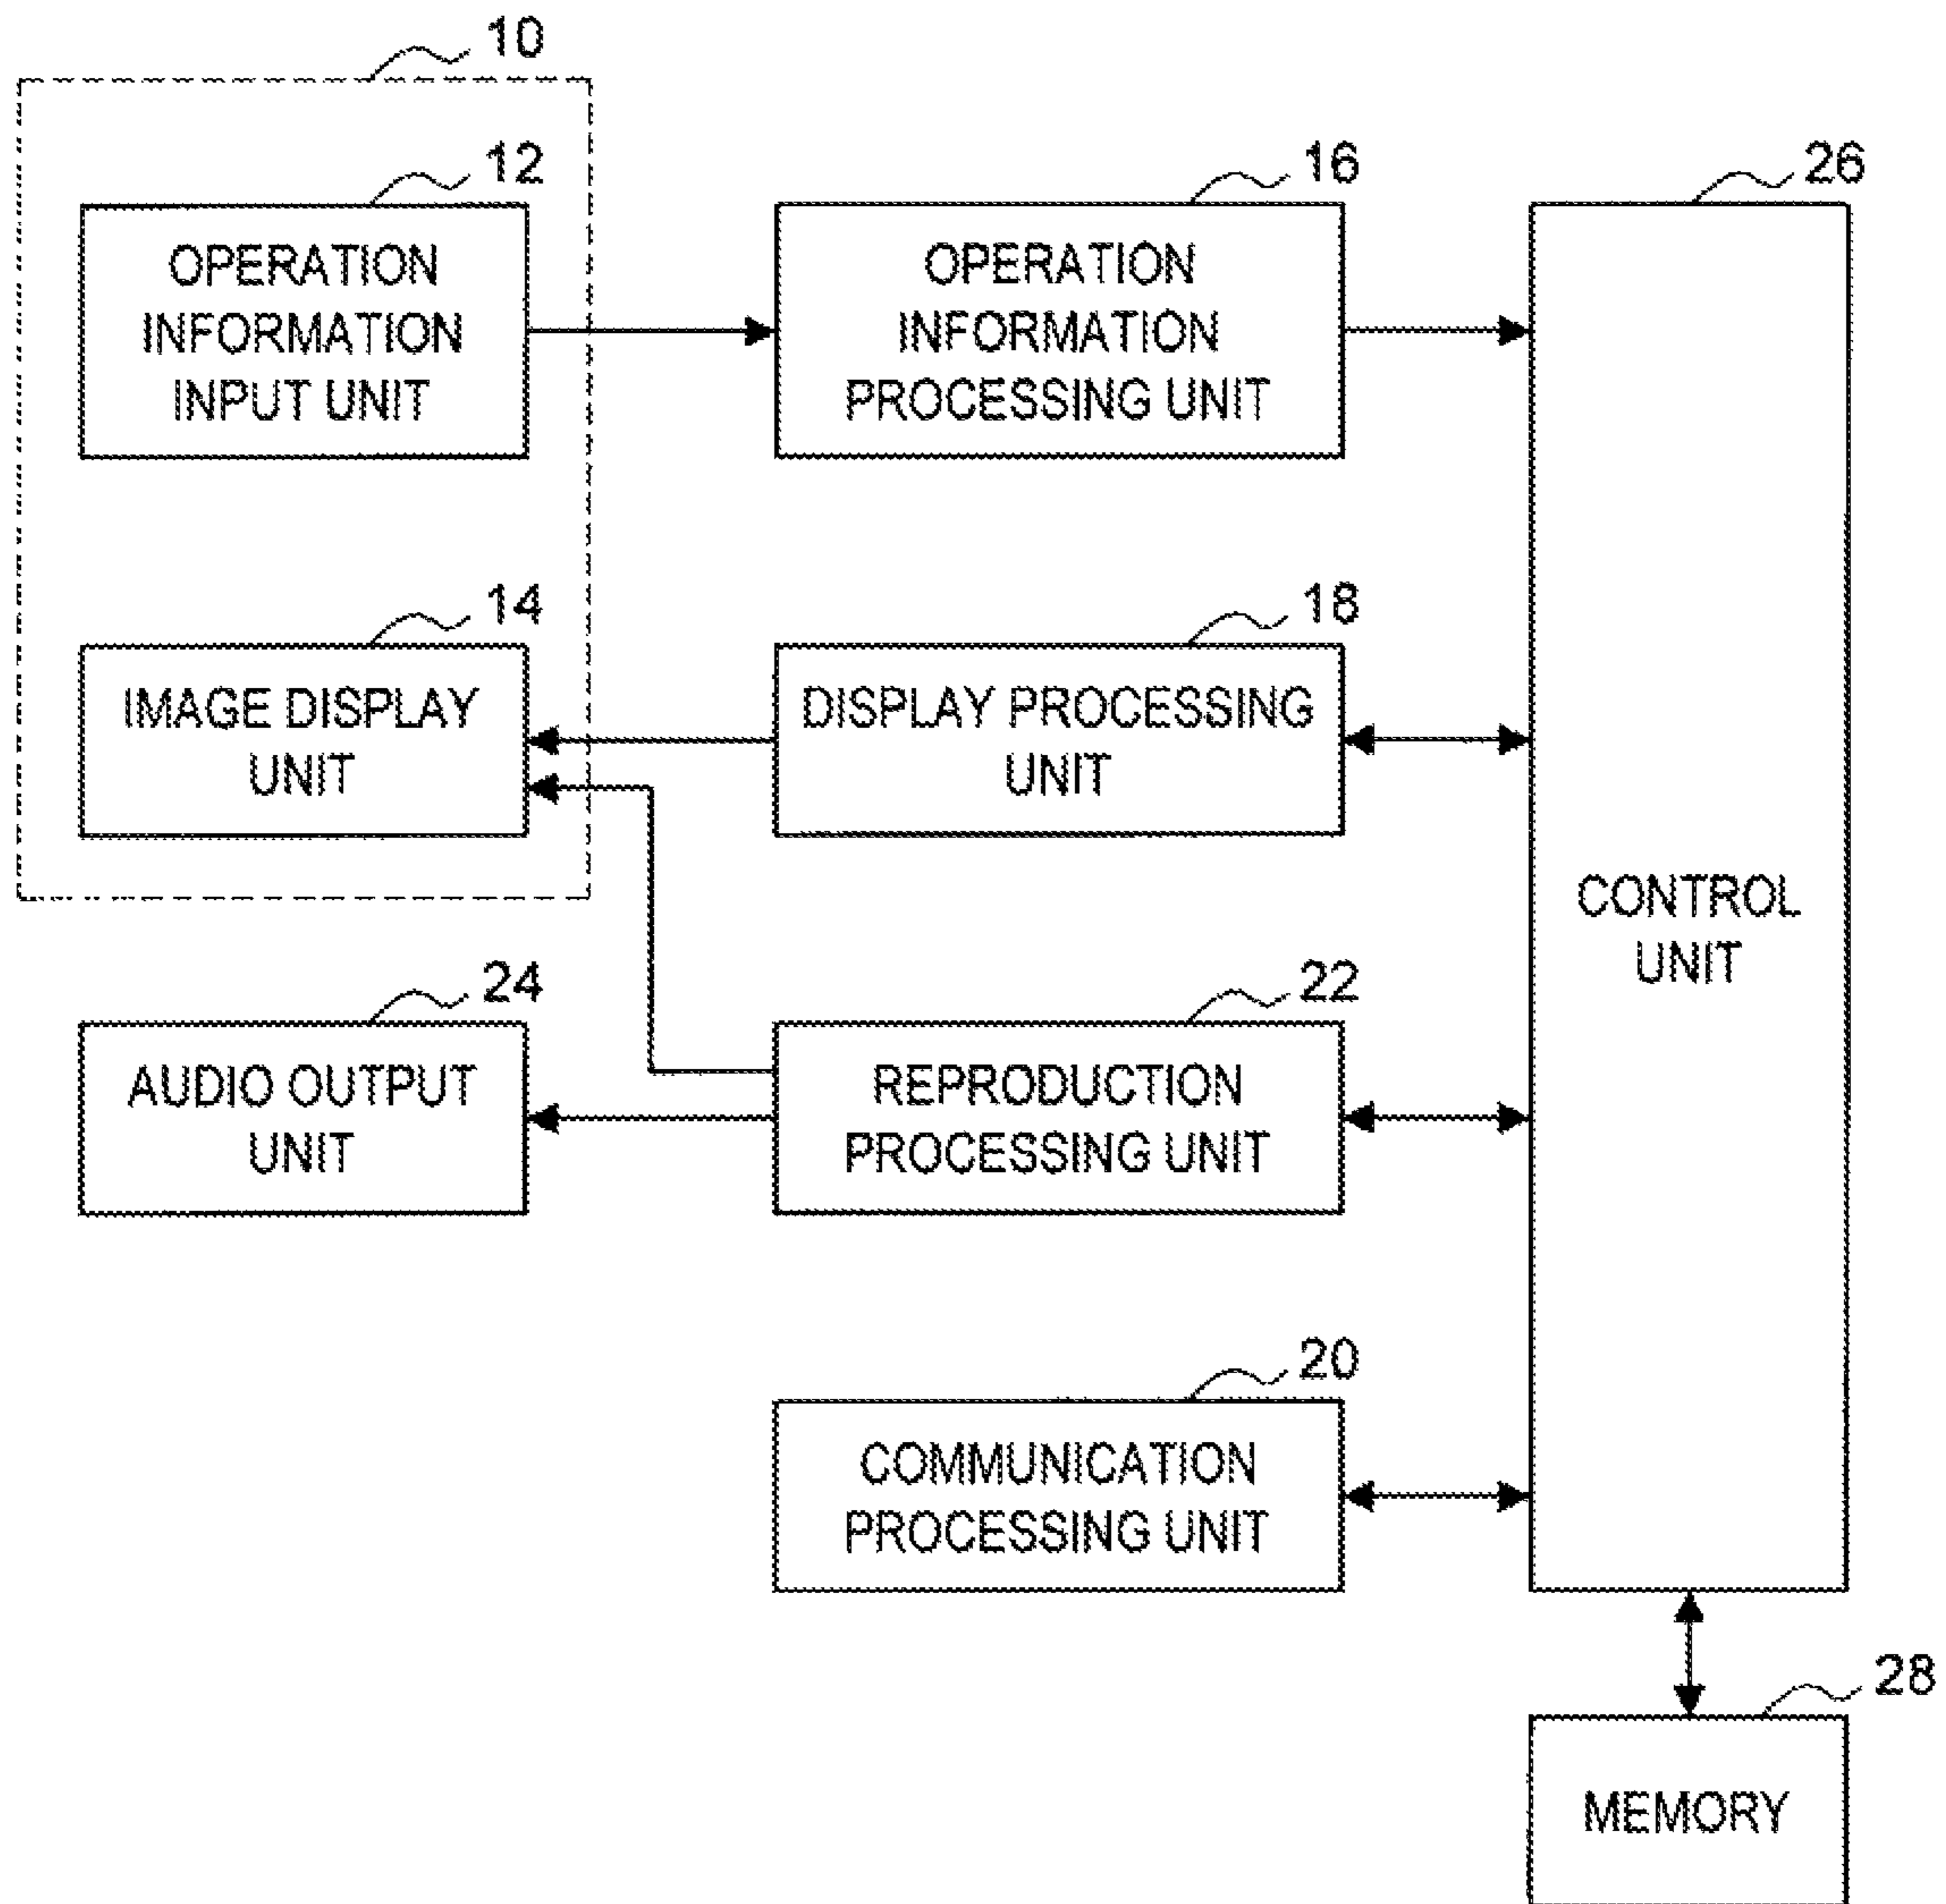 10
12
OPERATION
INFORMATION
INPUT UNIT
16
OPERATION
INFORMATION
PROCESSING UNIT
26
CONTROL
UNIT
14
IMAGE DISPLAY
UNIT
18
DISPLAY PROCESSING
UNIT
24
AUDIO OUTPUT
UNIT
22
REPRODUCTION
PROCESSING UNIT
20
COMMUNICATION
PROCESSING UNIT
28
MEMORY